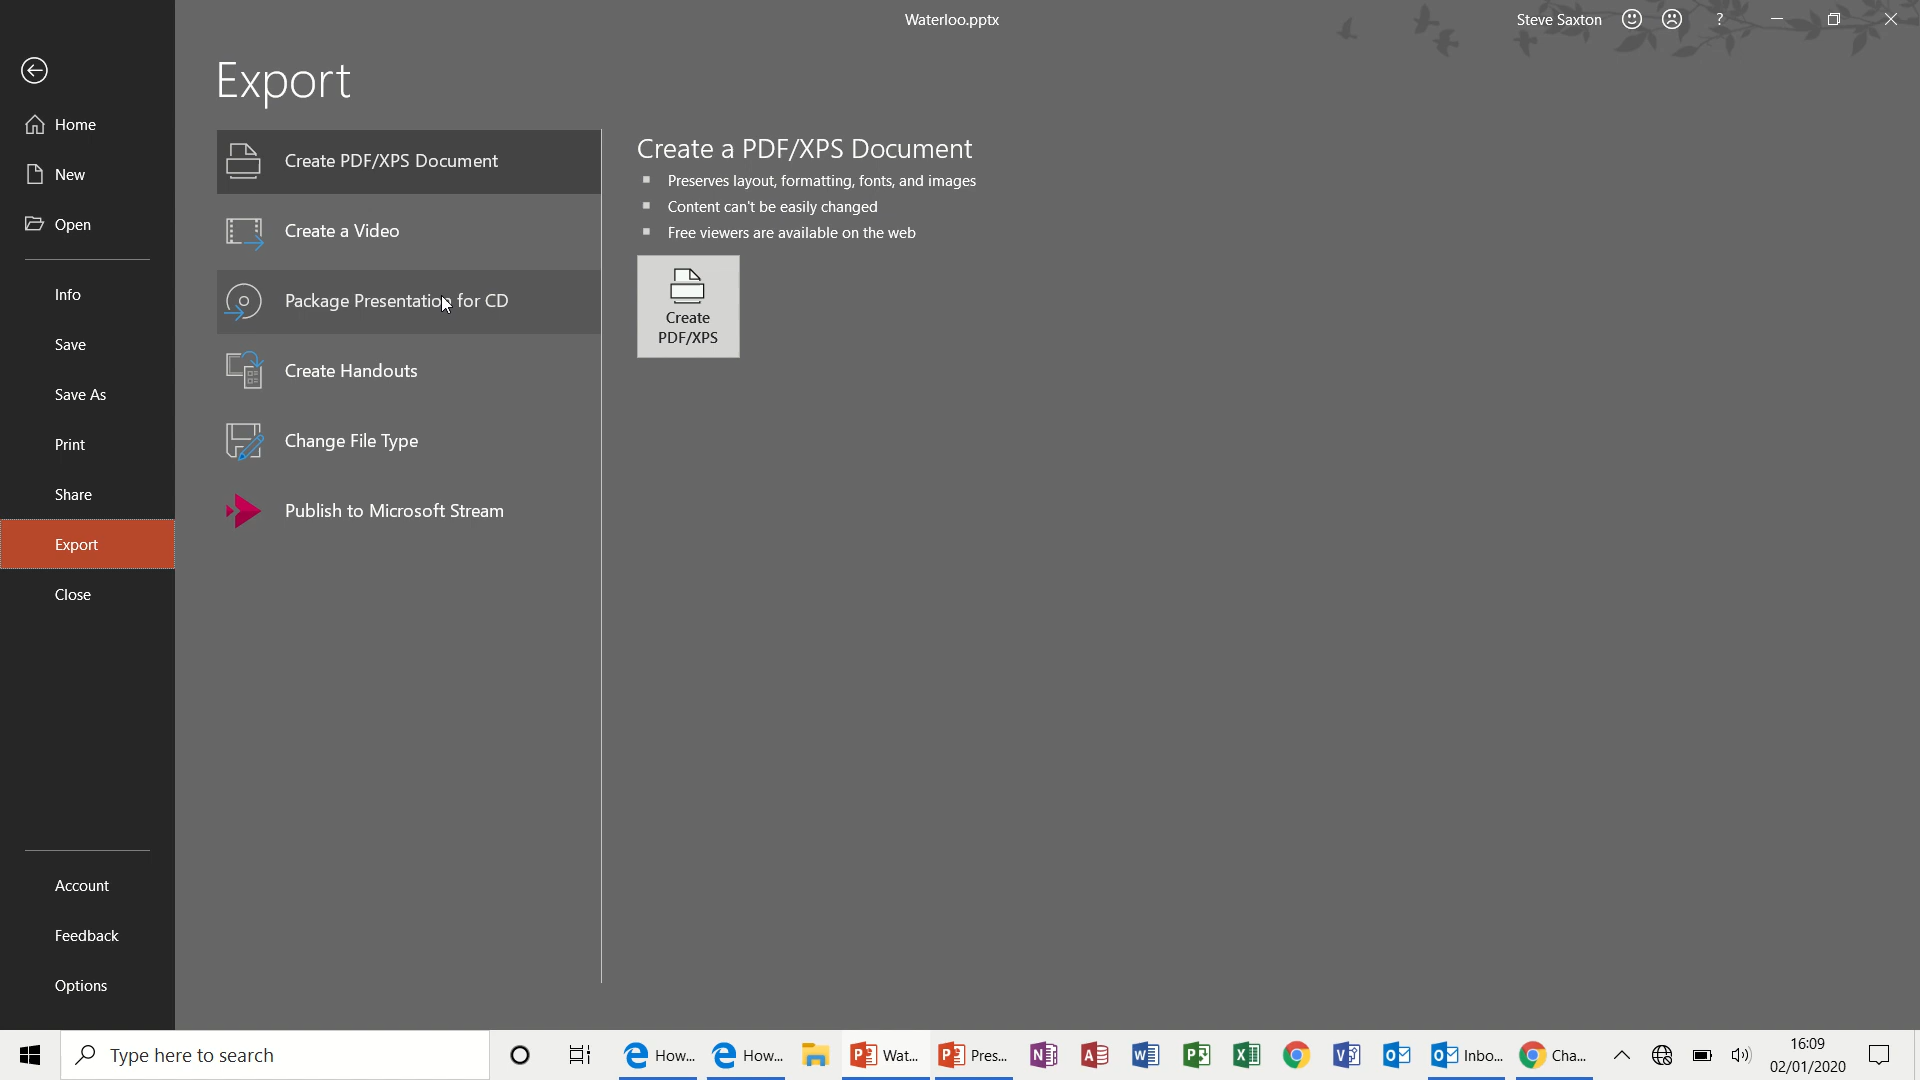 Waterloo.pptx
Steve Saxton
?
Export
Home
New
Open
Info
Save
Save As
Print
Share
Export
Close
Account
Feedback
Options
Create PDF/XPS Document
Create a Video
Package Presentation for CD
Create Handouts
Change File Type
Publish to Microsoft Stream
Create a PDF/XPS Document
Preserves layout, formatting, fonts, and images
Content can't be easily changed
Free viewers are available on the web
Create
PDF/XPS
Type here to search
How...
How...
Wat...
Pres...
Inbo...
Cha...
16:09
02/01/2020